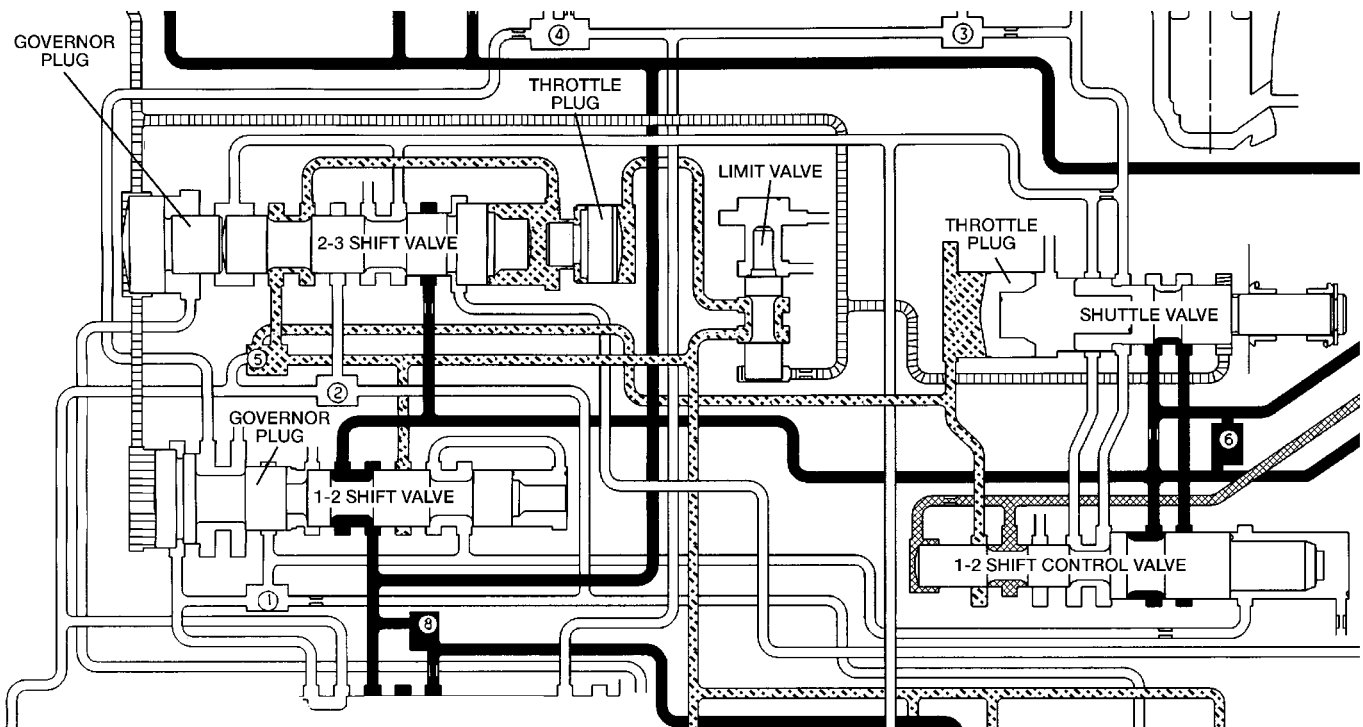 GOVERNOR
PLUG
4
3
THROTTLE
PLUG
LIMIT VALVE
THROTTLE
PLUG
2-3 SHIFT VALVE
SHUTTLE VALVE
5
2
GOVERNOR
PLUG
6
1-2 SHIFT VALVE
1-2 SHIFT CONTROL VALVE
1
8